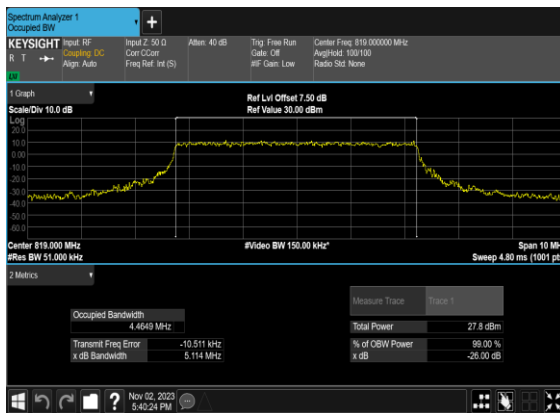 Spectrum Analyzer 1
Occupied BW
+
KEYSIGHT Input: RF Input Z: 50 Ω Atten: 40 dB Trig: Free Run Center Freq: 819.000000 MHz
R T Coupling: DC Corr CCorr Gate: Off Avg|Hold: 100/100
Align: Auto Freq Ref: Int (S) #IF Gain: Low Radio Std: None
1 Graph
Scale/Div 10.0 dB
Ref Lvl Offset 7.50 dB
Ref Value 30.00 dBm
Log
20.0
10.0
0.00
-10.0
-20.0
-30.0
-40.0
-50.0
-60.0
Center 819.000 MHz #Video BW 150.00 kHz* Span 10 MH
#Res BW 51.000 kHz Sweep 4.80 ms (1001 pt
2 Metrics
Measure Trace Trace 1
Occupied Bandwidth
4.4649 MHz
Total Power 27.8 dBm
Transmit Freq Error -10.511 kHz % of OBW Power 99.00 %
x dB Bandwidth 5.114 MHz x dB -26.00 dB
? Nov 02, 2023
5:40:24 PM